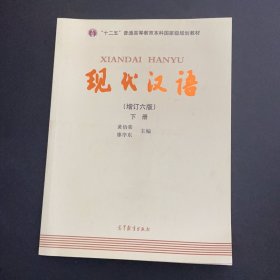 "十二五"普通高等教育本科国家级规划教材
XIANDAI HANYU
现代汉语
(增订六版)
下册
黄伯荣
廖序东 主编
高等教育出版社